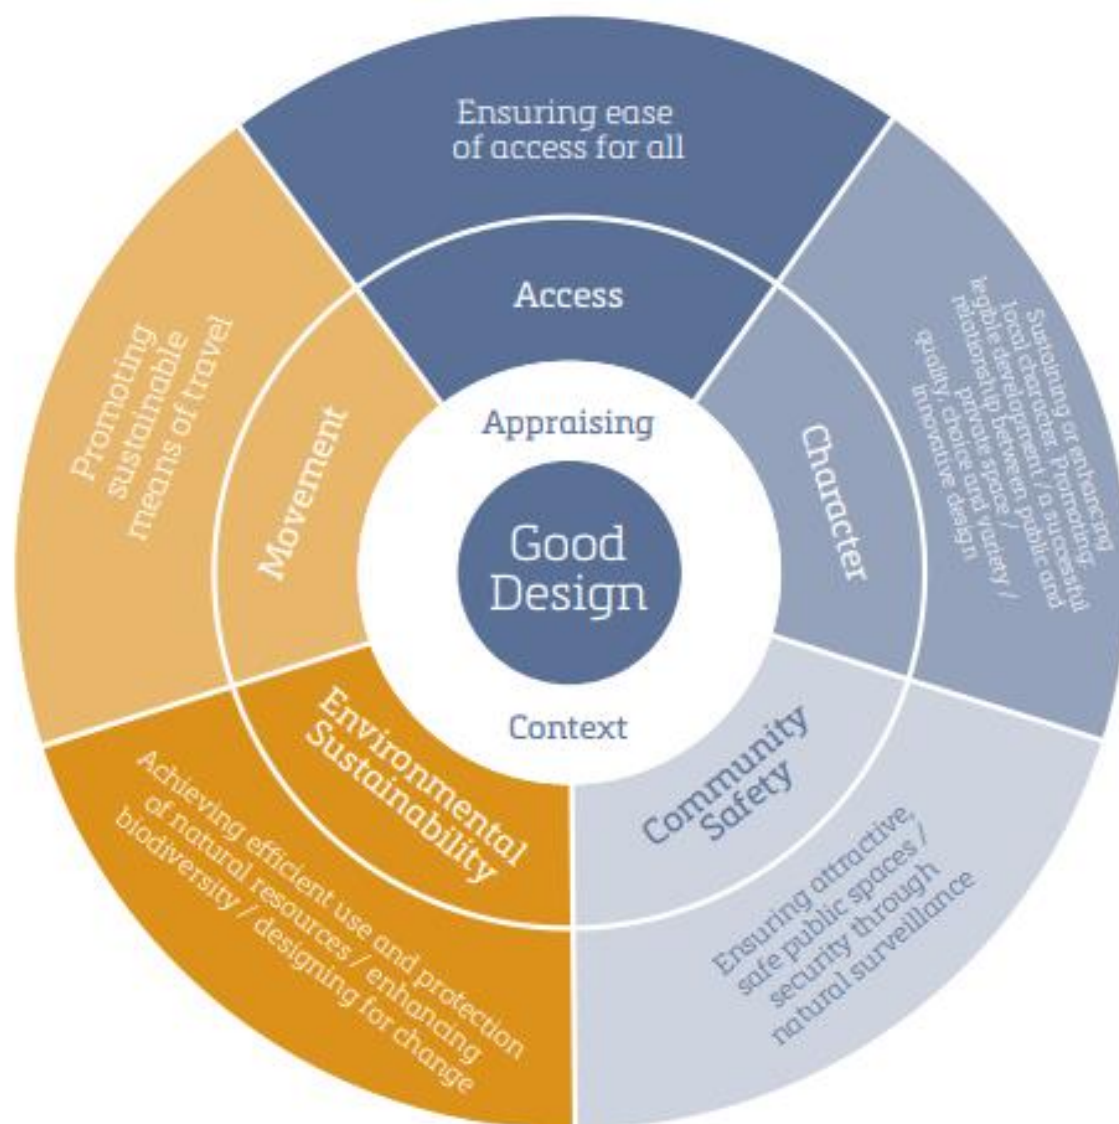 Ensuring ease
of access for all
Access
Sustaining or enhancing
local character. Promoting
legible development / a successful
relationship between public and
private space /
quality, choice and variety /
innovative design
Character
Community
Safety
Ensuring attractive,
safe public spaces /
security through
natural surveillance
Environmental
Sustainability
Achieving efficient use and protection
of natural resources / enhancing
biodiversity / designing for change
Movement
Promoting
sustainable
means of travel
Appraising
Good
Design
Context